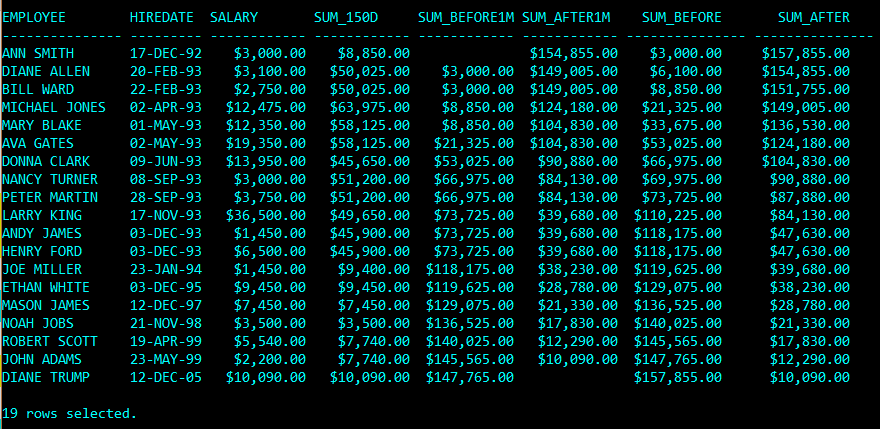 EMPLOYEE HIREDATE SALARY SUM_150D SUM_BEFORE1M SUM_AFTER1M SUM_BEFORE SUM_AFTER
--------------- --------- ------------ ------------ ------------ ------------ --------------- ---------------
ANN SMITH 17-DEC-92 $3,000.00 $8,850.00 $154,855.00 $3,000.00 $157,855.00
DIANE ALLEN 20-FEB-93 $3,100.00 $50,025.00 $3,000.00 $149,005.00 $6,100.00 $154,855.00
BILL WARD 22-FEB-93 $2,750.00 $50,025.00 $3,000.00 $149,005.00 $8,850.00 $151,755.00
MICHAEL JONES 02-APR-93 $12,475.00 $63,975.00 $8,850.00 $124,180.00 $21,325.00 $149,005.00
MARY BLAKE 01-MAY-93 $12,350.00 $58,125.00 $8,850.00 $104,830.00 $33,675.00 $136,530.00
AVA GATES 02-MAY-93 $19,350.00 $58,125.00 $21,325.00 $104,830.00 $53,025.00 $124,180.00
DONNA CLARK 09-JUN-93 $13,950.00 $45,650.00 $53,025.00 $90,880.00 $66,975.00 $104,830.00
NANCY TURNER 08-SEP-93 $3,000.00 $51,200.00 $66,975.00 $84,130.00 $69,975.00 $90,880.00
PETER MARTIN 28-SEP-93 $3,750.00 $51,200.00 $66,975.00 $84,130.00 $73,725.00 $87,880.00
LARRY KING 17-NOV-93 $36,500.00 $49,650.00 $73,725.00 $39,680.00 $110,225.00 $84,130.00
ANDY JAMES 03-DEC-93 $1,450.00 $45,900.00 $73,725.00 $39,680.00 $118,175.00 $47,630.00
HENRY FORD 03-DEC-93 $6,500.00 $45,900.00 $73,725.00 $39,680.00 $118,175.00 $47,630.00
JOE MILLER 23-JAN-94 $1,450.00 $9,400.00 $118,175.00 $38,230.00 $119,625.00 $39,680.00
ETHAN WHITE 03-DEC-95 $9,450.00 $9,450.00 $119,625.00 $28,780.00 $129,075.00 $38,230.00
MASON JAMES 12-DEC-97 $7,450.00 $7,450.00 $129,075.00 $21,330.00 $136,525.00 $28,780.00
NOAH JOBS 21-NOV-98 $3,500.00 $3,500.00 $136,525.00 $17,830.00 $140,025.00 $21,330.00
ROBERT SCOTT 19-APR-99 $5,540.00 $7,740.00 $140,025.00 $12,290.00 $145,565.00 $17,830.00
JOHN ADAMS 23-MAY-99 $2,200.00 $7,740.00 $145,565.00 $10,090.00 $147,765.00 $12,290.00
DIANE TRUMP 12-DEC-05 $10,090.00 $10,090.00 $147,765.00 $157,855.00 $10,090.00
19 rows selected.